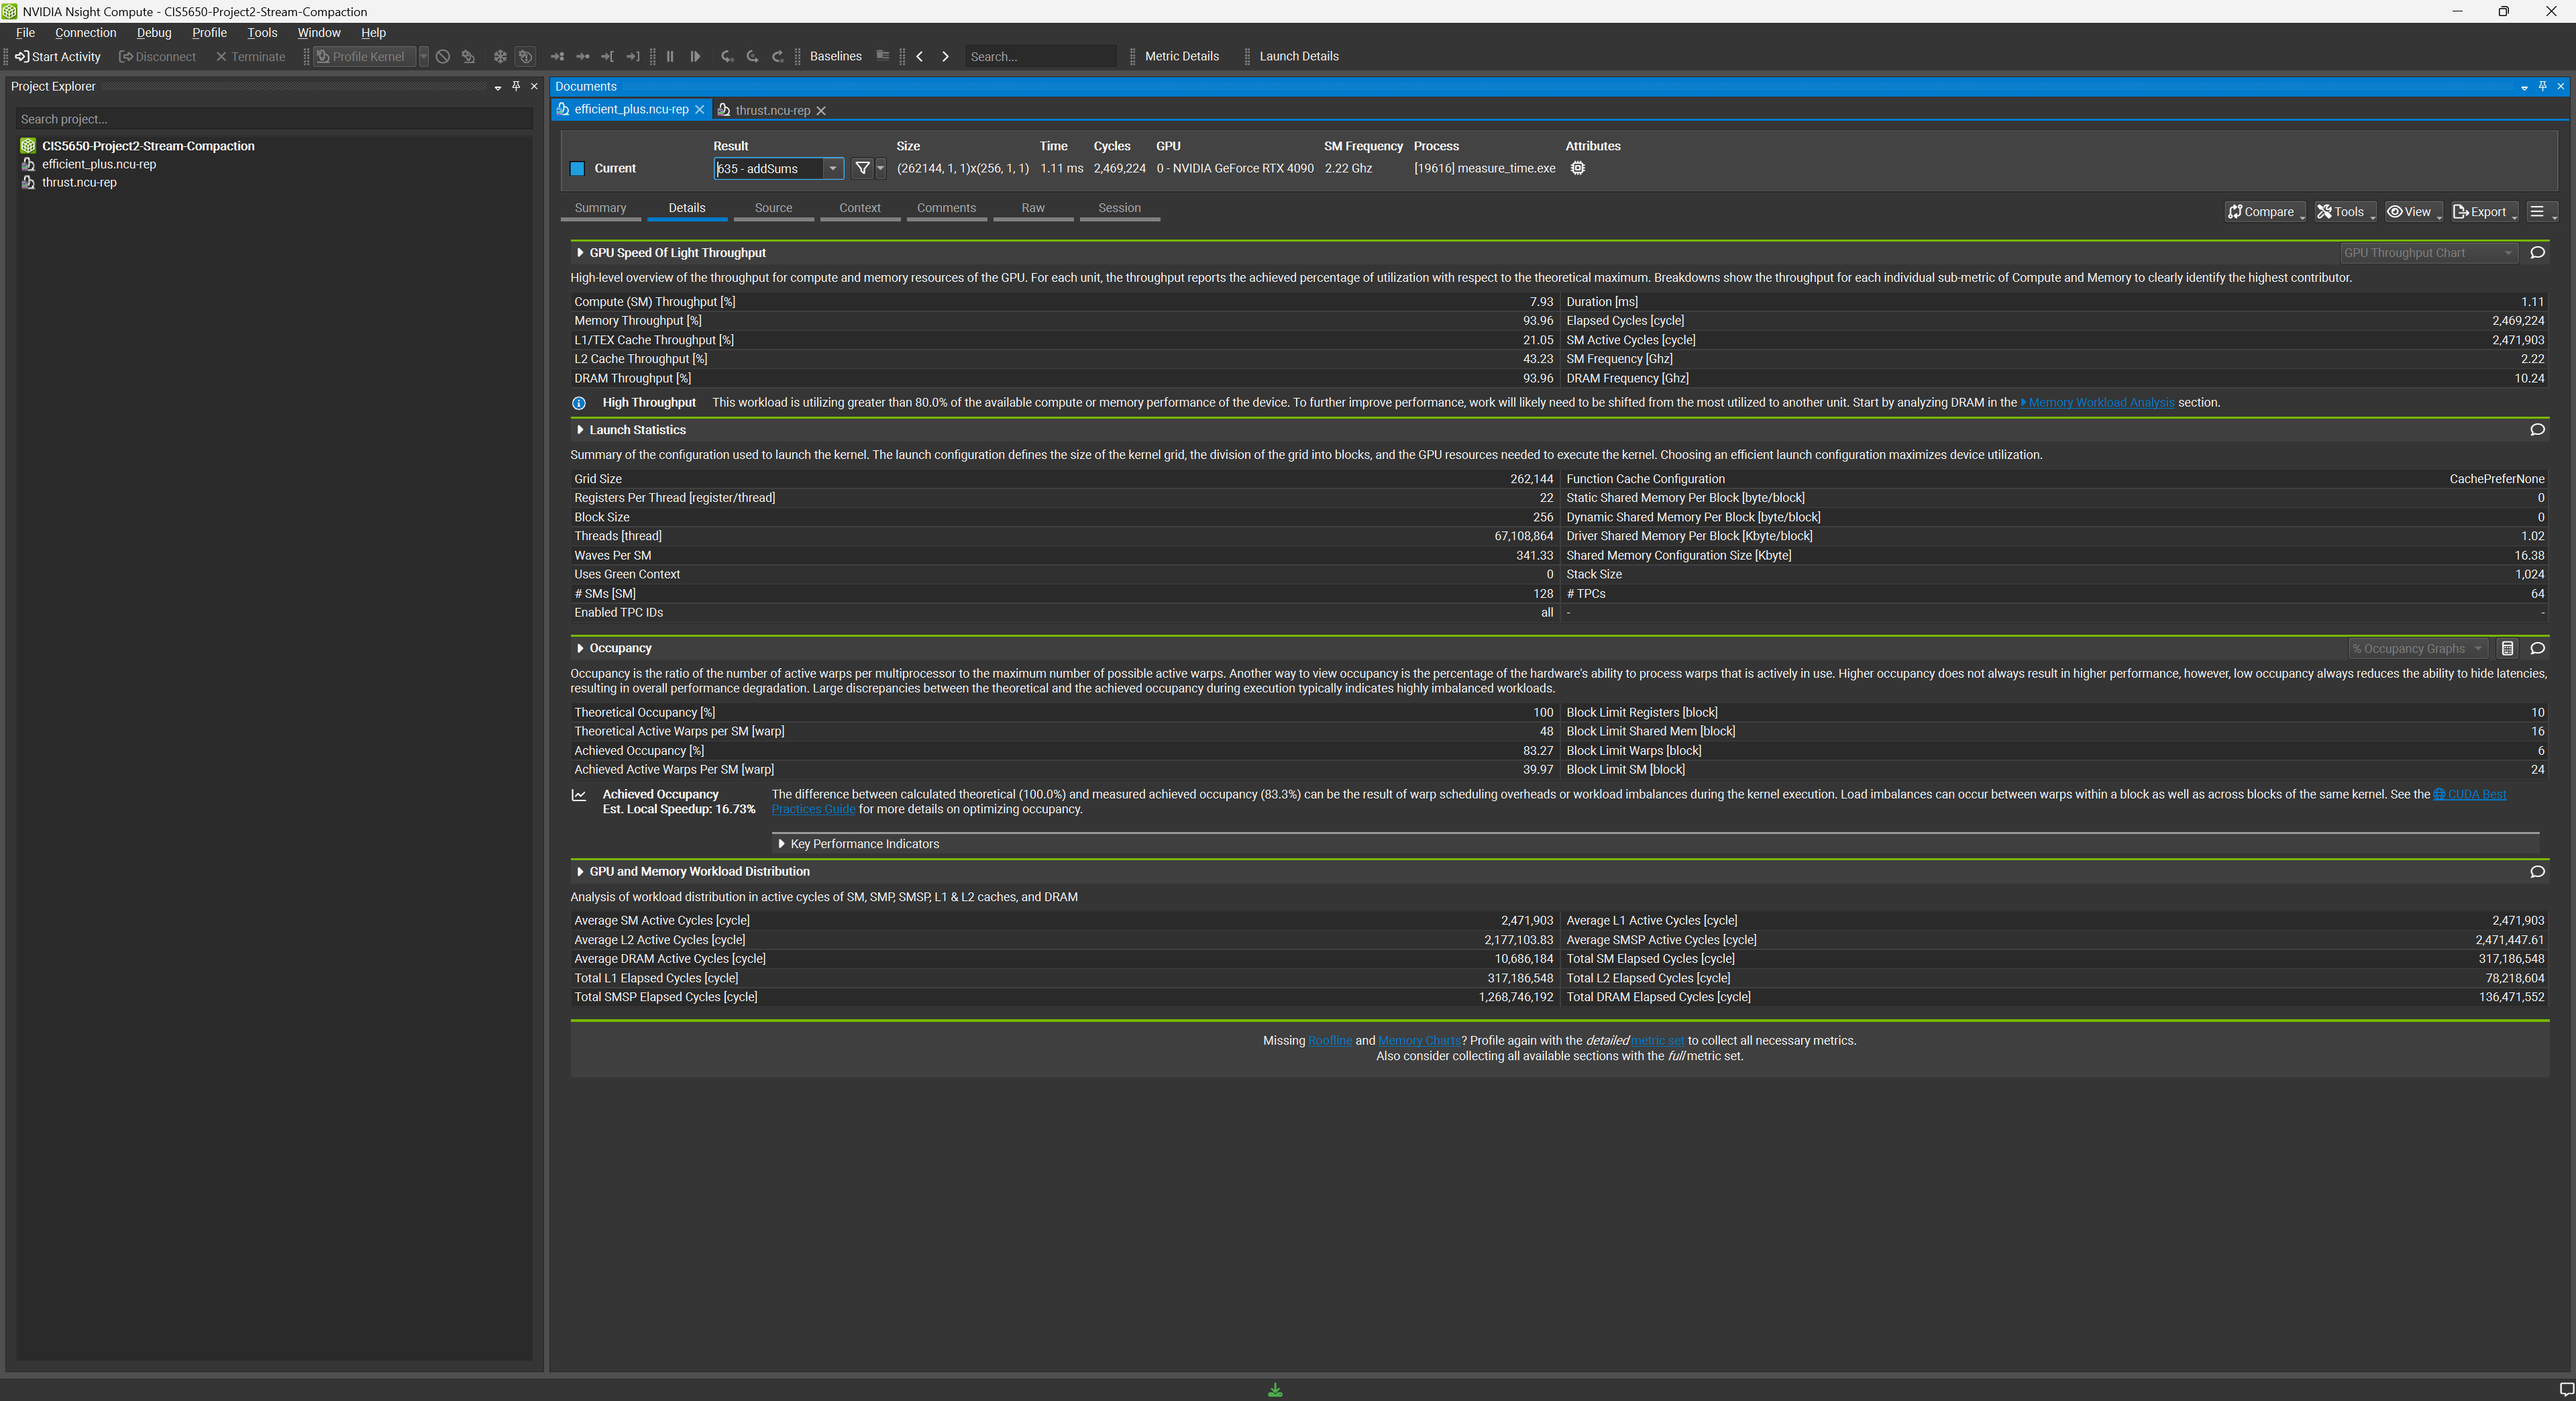 NVIDIA Nsight Compute - CIS5650-Project2-Stream-Compaction
File Connection Debug Profile Tools Window Help
Start Activity Disconnect Terminate Profile Kernel Baselines Search... Metric Details Launch Details
Project Explorer
Search project...
CIS5650-Project2-Stream-Compaction
efficient_plus.ncu-rep
thrust.ncu-rep
Documents
efficient_plus.ncu-rep thrust.ncu-rep
Result Size Time Cycles GPU SM Frequency Process Attributes
Current 635 - addSums (262144, 1, 1)x(256, 1, 1) 1.11 ms 2,469,224 0 - NVIDIA GeForce RTX 4090 2.22 Ghz [19616] measure_time.exe
Summary Details Source Context Comments Raw Session Compare Tools View Export
GPU Speed Of Light Throughput GPU Throughput Chart
High-level overview of the throughput for compute and memory resources of the GPU. For each unit, the throughput reports the achieved percentage of utilization with respect to the theoretical maximum. Breakdowns show the throughput for each individual sub-metric of Compute and Memory to clearly identify the highest contributor.
Compute (SM) Throughput [%] 7.93 Duration [ms] 1.11
Memory Throughput [%] 93.96 Elapsed Cycles [cycle] 2,469,224
L1/TEX Cache Throughput [%] 21.05 SM Active Cycles [cycle] 2,471,903
L2 Cache Throughput [%] 43.23 SM Frequency [Ghz] 2.22
DRAM Throughput [%] 93.96 DRAM Frequency [Ghz] 10.24
High Throughput This workload is utilizing greater than 80.0% of the available compute or memory performance of the device. To further improve performance, work will likely need to be shifted from the most utilized to another unit. Start by analyzing DRAM in the Memory Workload Analysis section.
Launch Statistics
Summary of the configuration used to launch the kernel. The launch configuration defines the size of the kernel grid, the division of the grid into blocks, and the GPU resources needed to execute the kernel. Choosing an efficient launch configuration maximizes device utilization.
Grid Size 262,144 Function Cache Configuration CachePreferNone
Registers Per Thread [register/thread] 22 Static Shared Memory Per Block [byte/block] 0
Block Size 256 Dynamic Shared Memory Per Block [byte/block] 0
Threads [thread] 67,108,864 Driver Shared Memory Per Block [Kbyte/block] 1.02
Waves Per SM 341.33 Shared Memory Configuration Size [Kbyte] 16.38
Uses Green Context 0 Stack Size 1,024
# SMs [SM] 128 # TPCs 64
Enabled TPC IDs all - -
Occupancy % Occupancy Graphs
Occupancy is the ratio of the number of active warps per multiprocessor to the maximum number of possible active warps. Another way to view occupancy is the percentage of the hardware's ability to process warps that is actively in use. Higher occupancy does not always result in higher performance, however, low occupancy always reduces the ability to hide latencies,
resulting in overall performance degradation. Large discrepancies between the theoretical and the achieved occupancy during execution typically indicates highly imbalanced workloads.
Theoretical Occupancy [%] 100 Block Limit Registers [block] 10
Theoretical Active Warps per SM [warp] 48 Block Limit Shared Mem [block] 16
Achieved Occupancy [%] 83.27 Block Limit Warps [block] 6
Achieved Active Warps Per SM [warp] 39.97 Block Limit SM [block] 24
Achieved Occupancy The difference between calculated theoretical (100.0%) and measured achieved occupancy (83.3%) can be the result of warp scheduling overheads or workload imbalances during the kernel execution. Load imbalances can occur between warps within a block as well as across blocks of the same kernel. See the CUDA Best
Est. Local Speedup: 16.73% Practices Guide for more details on optimizing occupancy.
Key Performance Indicators
GPU and Memory Workload Distribution
Analysis of workload distribution in active cycles of SM, SMP, SMSP, L1 & L2 caches, and DRAM
Average SM Active Cycles [cycle] 2,471,903 Average L1 Active Cycles [cycle] 2,471,903
Average L2 Active Cycles [cycle] 2,177,103.83 Average SMSP Active Cycles [cycle] 2,471,447.61
Average DRAM Active Cycles [cycle] 10,686,184 Total SM Elapsed Cycles [cycle] 317,186,548
Total L1 Elapsed Cycles [cycle] 317,186,548 Total L2 Elapsed Cycles [cycle] 78,218,604
Total SMSP Elapsed Cycles [cycle] 1,268,746,192 Total DRAM Elapsed Cycles [cycle] 136,471,552
Missing Roofline and Memory Charts? Profile again with the detailed metric set to collect all necessary metrics.
Also consider collecting all available sections with the full metric set.